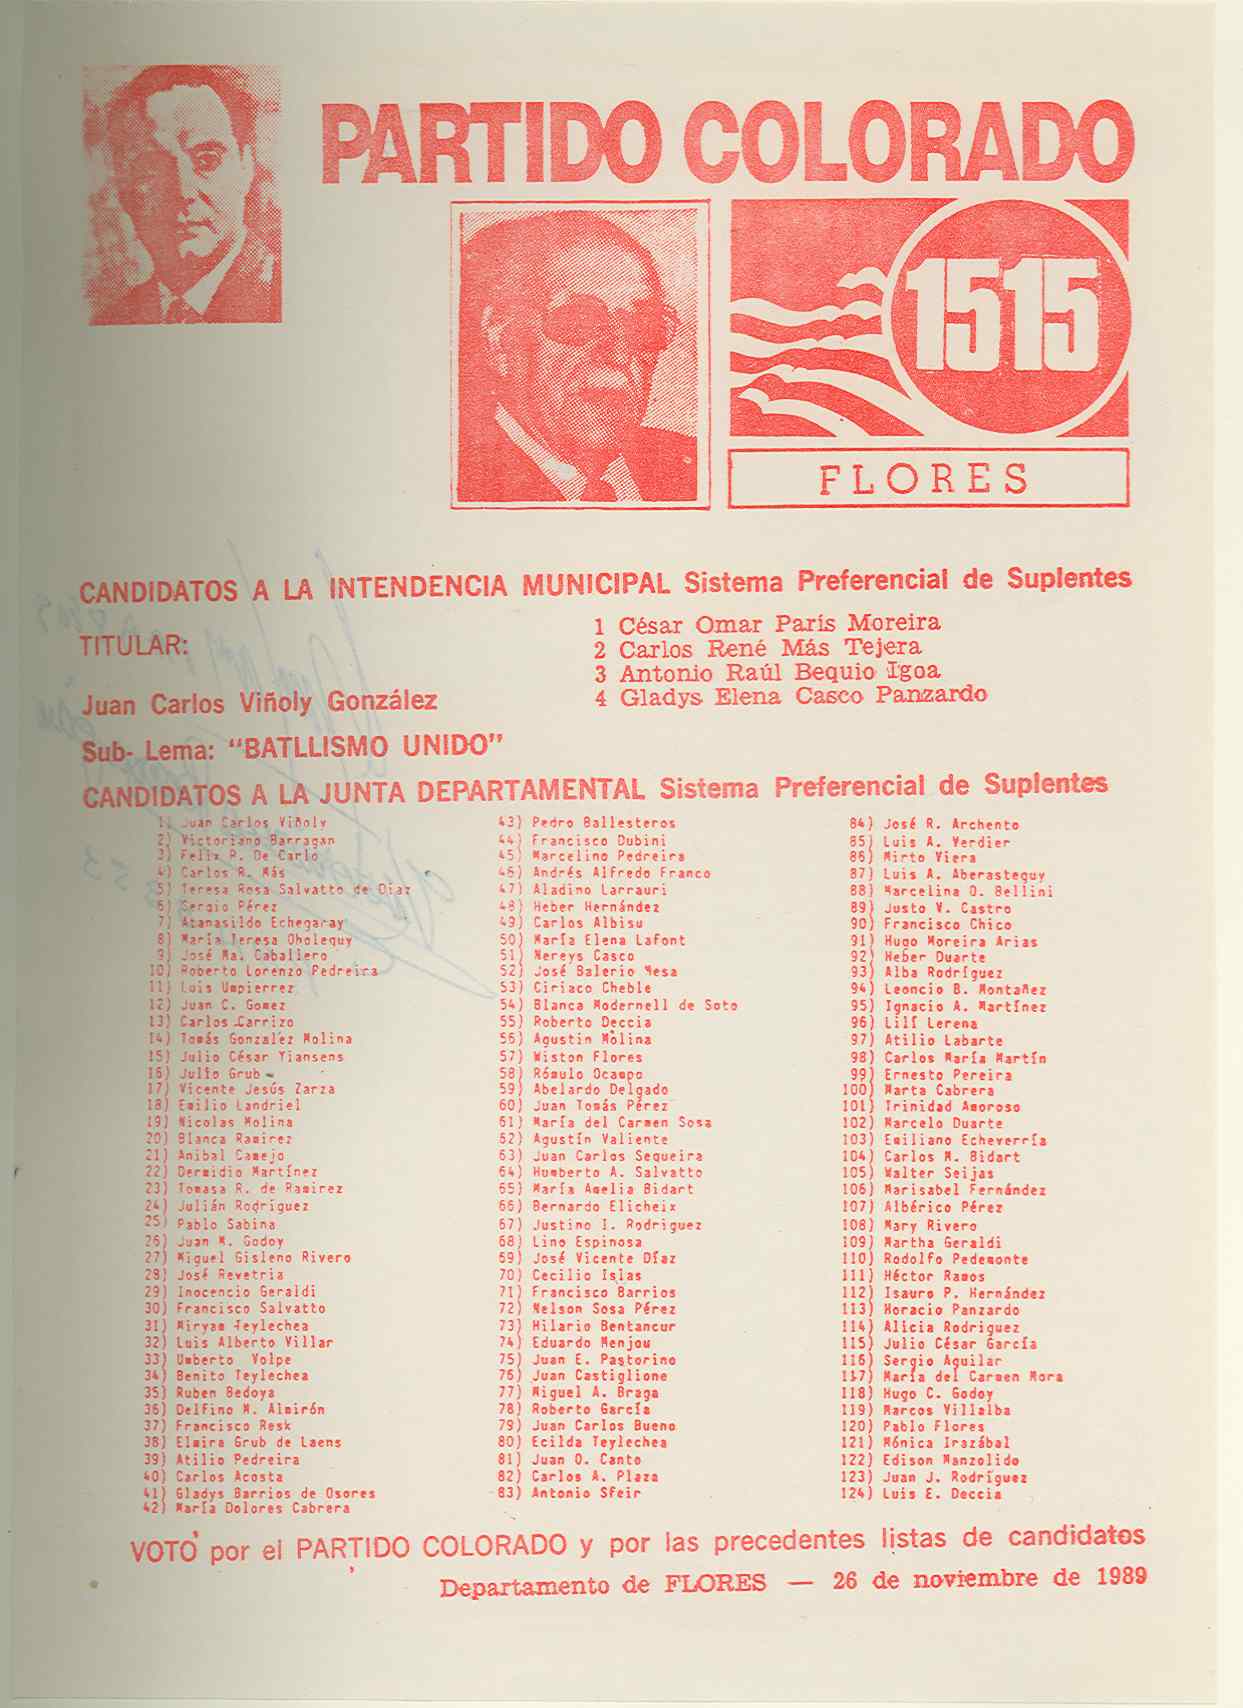 PARTIDO COLORADO
1515
FLORES
CANDIDATOS A LA INTENDENCIA MUNICIPAL Sistema Preferencial de Suplentes
TITULAR:
Juan Carlos Viñoly González
1 César Omar París Moreira
2 Carlos René Más Tejera
3 Antonio Raúl Bequio Igoa
4 Gladys Elena Casco Panzardo
Sub- Lema: "BATLLISMO UNIDO"
CANDIDATOS A LA JUNTA DEPARTAMENTAL Sistema Preferencial de Suplentes
1) Juan Carlos Viñoly
2) Victoriano Barragan
3) Felix R. De Carlo
4) Carlos R. Más
5) Teresa Rosa Salvatto de Diaz
6) Sergio Pérez
7) Atanasildo Echegaray
8) María Teresa Oholeguy
9) José Ma. Caballero
10) Roberto Lorenzo Pedreira
11) Luis Umpierrez
12) Juan C. Gomez
13) Carlos Carrizo
14) Tomás Gonzalez Molina
15) Julio César Yiansens
16) Julio Grub
17) Vicente Jesús Zarza
18) Emilio Landriel
19) Nicolas Molina
20) Blanca Ramirez
21) Anibal Camejo
22) Dermidio Martínez
23) Tomasa R. de Ramirez
24) Julián Rodriguez
25) Pablo Sabina
26) Juan M. Godoy
27) Miguel Gisleno Rivero
28) José Revetria
29) Inocencio Geraldi
30) Francisco Salvatto
31) Miryam Teylechea
32) Luis Alberto Villar
33) Umberto Volpe
34) Benito Teylechea
35) Ruben Bedoya
36) Delfino M. Almirón
37) Francisco Resk
38) Elmira Grub de Laens
39) Atilio Pedreira
40) Carlos Acosta
41) Gladys Barrios de Osores
42) María Dolores Cabrera
43) Pedro Ballesteros
44) Francisco Dubini
45) Marcelino Pedreira
46) Andrés Alfredo Franco
47) Aladino Larrauri
48) Heber Hernández
49) Carlos Albisu
50) María Elena Lafont
51) Nereys Casco
52) José Balerio Mesa
53) Ciriaco Cheble
54) Blanca Modernell de Soto
55) Roberto Deccia
56) Agustin Molina
57) Wiston Flores
58) Rómulo Ocampo
59) Abelardo Delgado
60) Juan Tomás Pérez
61) María del Carmen Sosa
62) Agustín Valiente
63) Juan Carlos Sequeira
64) Humberto A. Salvatto
65) María Amelia Bidart
66) Bernardo Elicheix
67) Justino I. Rodriguez
68) Lino Espinosa
69) José Vicente Díaz
70) Cecilio Islas
71) Francisco Barrios
72) Nelson Sosa Pérez
73) Hilario Bentancur
74) Eduardo Menjou
75) Juan E. Pastorino
76) Juan Castiglione
77) Miguel A. Braga
78) Roberto García
79) Juan Carlos Bueno
80) Ecilda Teylechea
81) Juan O. Canto
82) Carlos A. Plaza
83) Antonio Sfeir
84) José R. Archento
85) Luis A. Verdier
86) Mirto Viera
87) Luis A. Aberasteguy
88) Marcelina O. Bellini
89) Justo V. Castro
90) Francisco Chico
91) Hugo Moreira Arias
92) Heber Duarte
93) Alba Rodríguez
94) Leoncio B. Montañez
95) Ignacio A. Martínez
96) Lilí Lerena
97) Atilio Labarte
98) Carlos María Martín
99) Ernesto Pereira
100) Marta Cabrera
101) Trinidad Amoroso
102) Marcelo Duarte
103) Emiliano Echeverría
104) Carlos M. Bidart
105) Walter Seijas
106) Marisabel Fernández
107) Albérico Pérez
108) Mary Rivero
109) Martha Geraldi
110) Rodolfo Pedemonte
111) Héctor Ramos
112) Isauro P. Hernández
113) Horacio Panzardo
114) Alicia Rodriguez
115) Julio César García
116) Sergio Aguilar
117) María del Carmen Mora
118) Hugo C. Godoy
119) Marcos Villalba
120) Pablo Flores
121) Mónica Irazábal
122) Edison Manzolido
123) Juan J. Rodríguez
124) Luis E. Deccia
VOTO por el PARTIDO COLORADO y por las precedentes listas de candidatos
Departamento de FLORES — 26 de noviembre de 1989